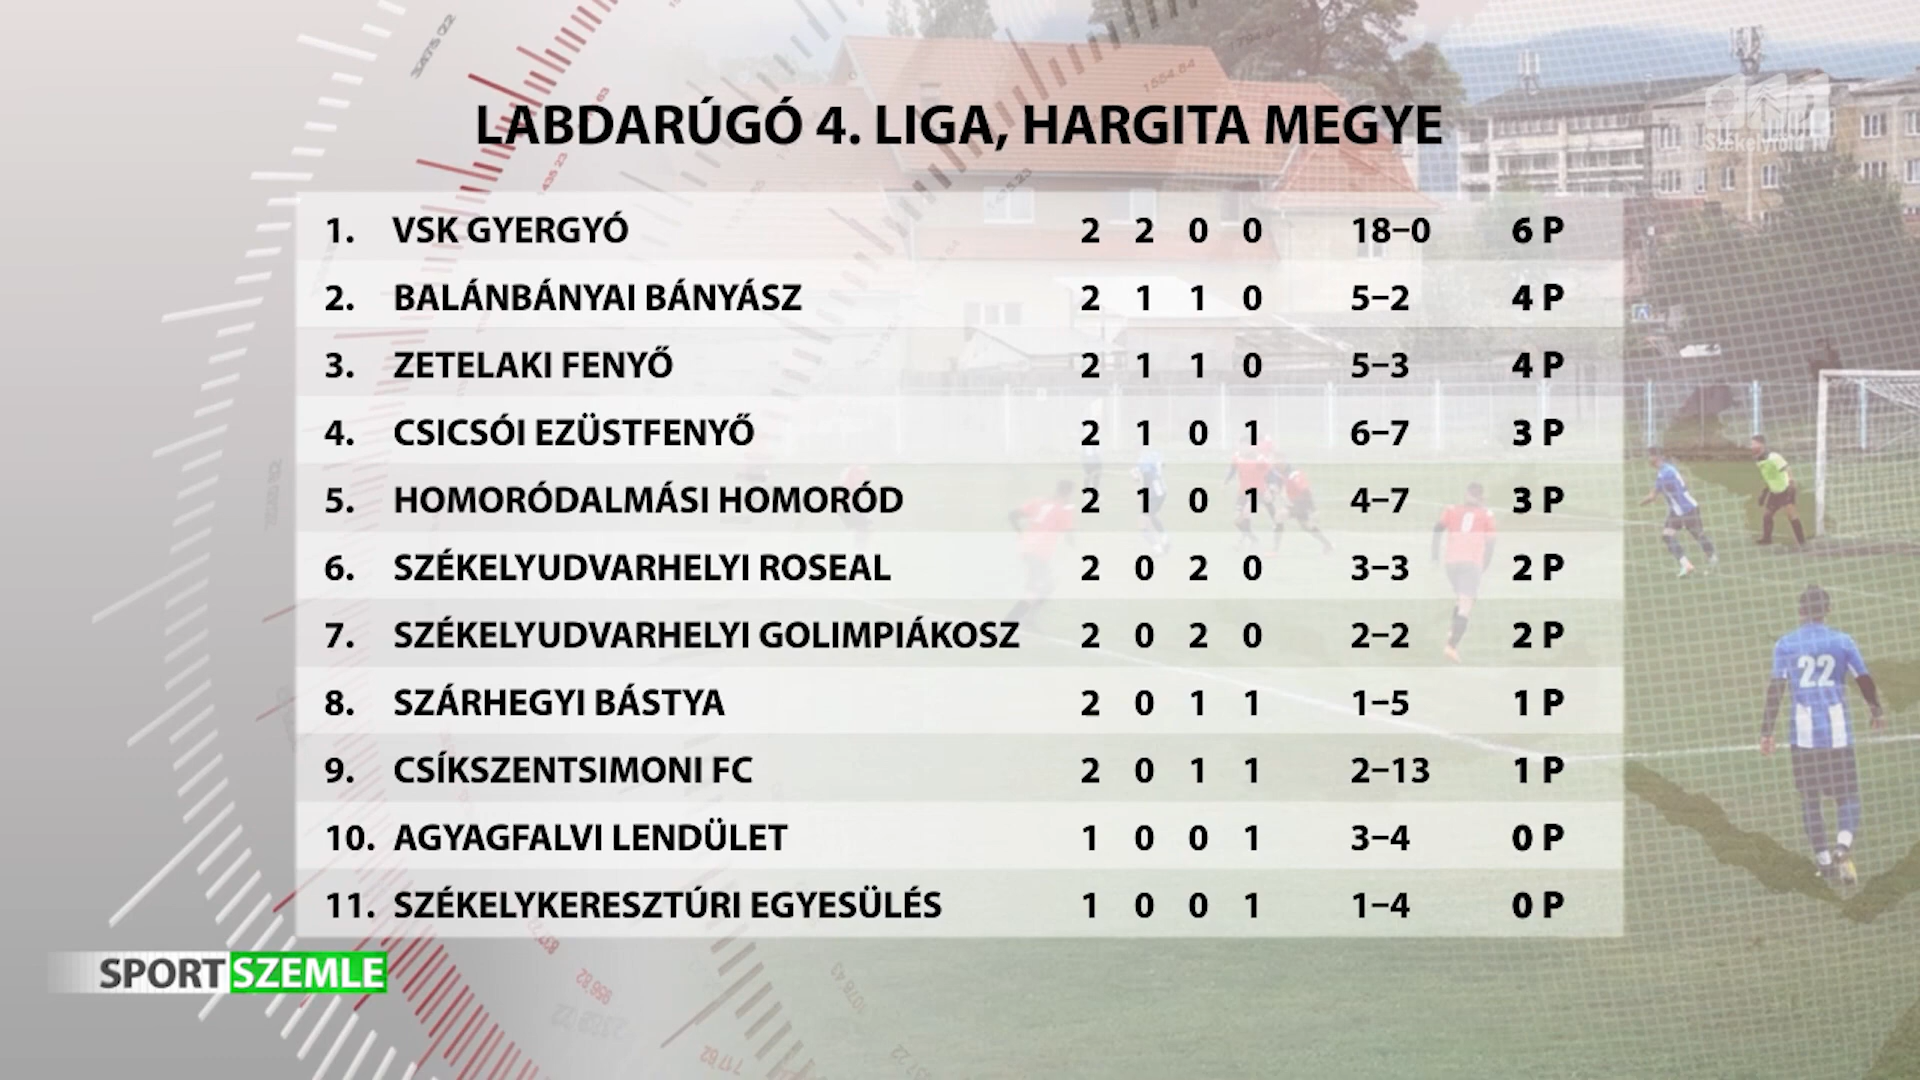 LABDARÚGÓ 4. LIGA, HARGITA MEGYE
Székelyföld TV
1. VSK GYERGYÓ 2 2 0 0 18–0 6 P
2. BALÁNBÁNYAI BÁNYÁSZ 2 1 1 0 5–2 4 P
3. ZETELAKI FENYŐ 2 1 1 0 5–3 4 P
4. CSICSÓI EZÜSTFENYŐ 2 1 0 1 6–7 3 P
5. HOMORÓDALMÁSI HOMORÓD 2 1 0 1 4–7 3 P
6. SZÉKELYUDVARHELYI ROSEAL 2 0 2 0 3–3 2 P
7. SZÉKELYUDVARHELYI GOLIMPIÁKOSZ 2 0 2 0 2–2 2 P
8. SZÁRHEGYI BÁSTYA 2 0 1 1 1–5 1 P
9. CSÍKSZENTSIMONI FC 2 0 1 1 2–13 1 P
10. AGYAGFALVI LENDÜLET 1 0 0 1 3–4 0 P
11. SZÉKELYKERESZTÚRI EGYESÜLÉS 1 0 0 1 1–4 0 P
22
SPORTSZEMLE